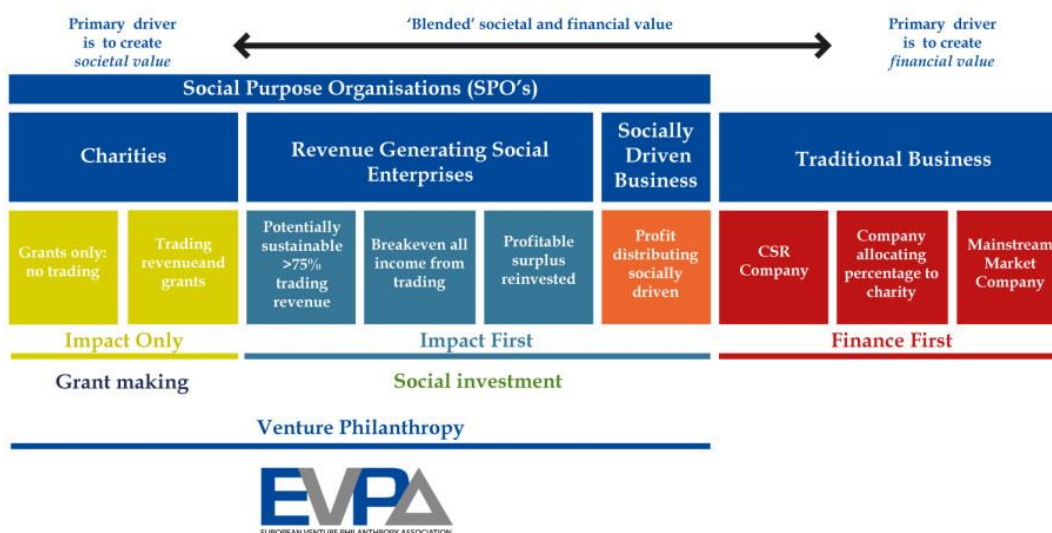 Primary driver
is to create
societal value
'Blended' societal and financial value
Primary driver
is to create
financial value
Social Purpose Organisations (SPO's)
Charities
Revenue Generating Social
Enterprises
Socially
Driven
Business
Traditional Business
Grants only:
no trading
Trading
revenueand
grants
Potentially
sustainable
>75%
trading
revenue
Breakeven all
income from
trading
Profitable
surplus
reinvested
Profit
distributing
socially
driven
CSR
Company
Company
allocating
percentage to
charity
Mainstream
Market
Company
Impact Only
Impact First
Finance First
Grant making
Social investment
Venture Philanthropy
EVPA
EUROPEAN VENTURE PHILANTHROPY ASSOCIATION